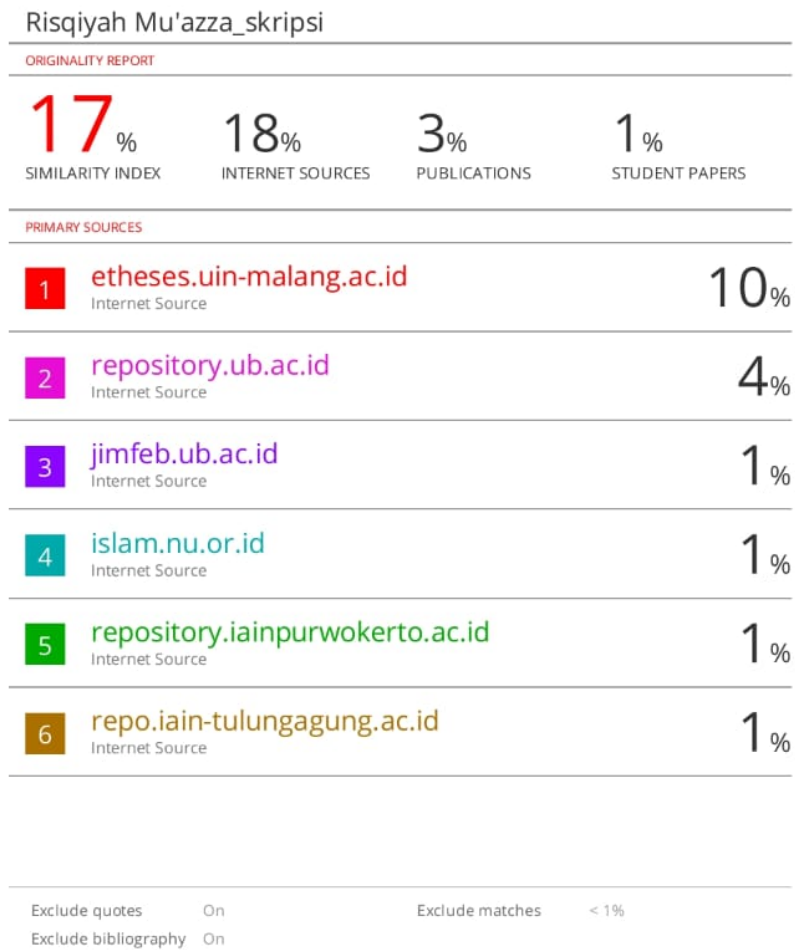 Risqiyah Mu'azza_skripsi
ORIGINALITY REPORT
17% 18% 3% 1%
SIMILARITY INDEX INTERNET SOURCES PUBLICATIONS STUDENT PAPERS
PRIMARY SOURCES
1 etheses.uin-malang.ac.id 10%
Internet Source
2 repository.ub.ac.id 4%
Internet Source
3 jimfeb.ub.ac.id 1%
Internet Source
4 islam.nu.or.id 1%
Internet Source
5 repository.iainpurwokerto.ac.id 1%
Internet Source
6 repo.iain-tulungagung.ac.id 1%
Internet Source
Exclude quotes On Exclude matches < 1%
Exclude bibliography On